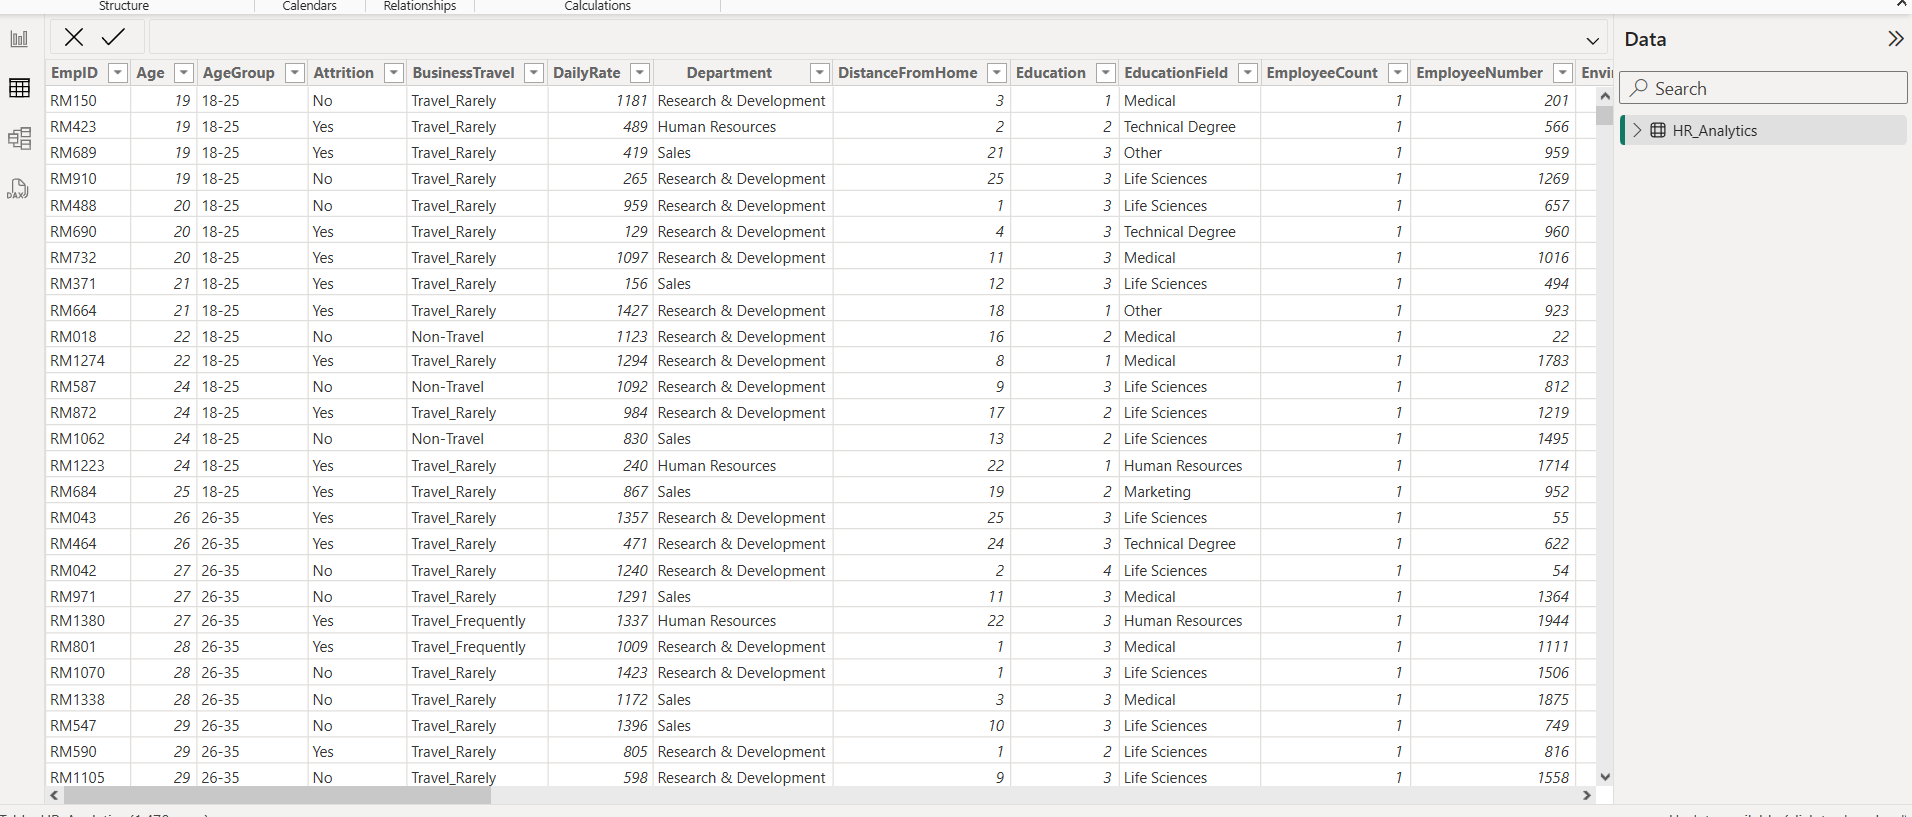 Structure Calendars Relationships Calculations
Data
EmpID Age AgeGroup Attrition BusinessTravel DailyRate Department DistanceFromHome Education EducationField EmployeeCount EmployeeNumber
Search
HR_Analytics
DAX
RM150 19 18-25 No Travel_Rarely 1181 Research & Development 3 1 Medical 1 201
RM423 19 18-25 Yes Travel_Rarely 489 Human Resources 2 2 Technical Degree 1 566
RM689 19 18-25 Yes Travel_Rarely 419 Sales 21 3 Other 1 959
RM910 19 18-25 No Travel_Rarely 265 Research & Development 25 3 Life Sciences 1 1269
RM488 20 18-25 No Travel_Rarely 959 Research & Development 1 3 Life Sciences 1 657
RM690 20 18-25 Yes Travel_Rarely 129 Research & Development 4 3 Technical Degree 1 960
RM732 20 18-25 Yes Travel_Rarely 1097 Research & Development 11 3 Medical 1 1016
RM371 21 18-25 Yes Travel_Rarely 156 Sales 12 3 Life Sciences 1 494
RM664 21 18-25 Yes Travel_Rarely 1427 Research & Development 18 1 Other 1 923
RM018 22 18-25 No Non-Travel 1123 Research & Development 16 2 Medical 1 22
RM1274 22 18-25 Yes Travel_Rarely 1294 Research & Development 8 1 Medical 1 1783
RM587 24 18-25 No Non-Travel 1092 Research & Development 9 3 Life Sciences 1 812
RM872 24 18-25 Yes Travel_Rarely 984 Research & Development 17 2 Life Sciences 1 1219
RM1062 24 18-25 No Non-Travel 830 Sales 13 2 Life Sciences 1 1495
RM1223 24 18-25 Yes Travel_Rarely 240 Human Resources 22 1 Human Resources 1 1714
RM684 25 18-25 Yes Travel_Rarely 867 Sales 19 2 Marketing 1 952
RM043 26 26-35 Yes Travel_Rarely 1357 Research & Development 25 3 Life Sciences 1 55
RM464 26 26-35 Yes Travel_Rarely 471 Research & Development 24 3 Technical Degree 1 622
RM042 27 26-35 No Travel_Rarely 1240 Research & Development 2 4 Life Sciences 1 54
RM971 27 26-35 No Travel_Rarely 1291 Sales 11 3 Medical 1 1364
RM1380 27 26-35 Yes Travel_Frequently 1337 Human Resources 22 3 Human Resources 1 1944
RM801 28 26-35 Yes Travel_Frequently 1009 Research & Development 1 3 Medical 1 1111
RM1070 28 26-35 No Travel_Rarely 1423 Research & Development 1 3 Life Sciences 1 1506
RM1338 28 26-35 No Travel_Rarely 1172 Sales 3 3 Medical 1 1875
RM547 29 26-35 No Travel_Rarely 1396 Sales 10 3 Life Sciences 1 749
RM590 29 26-35 Yes Travel_Rarely 805 Research & Development 1 2 Life Sciences 1 816
RM1105 29 26-35 No Travel_Rarely 598 Research & Development 9 3 Life Sciences 1 1558